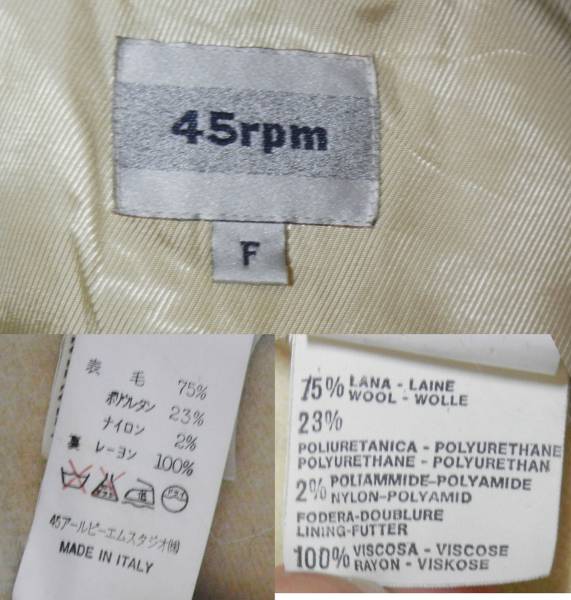 45rpm
F
表 毛 75%
ポリウレタン 23%
ナイロン 2%
裏 レーヨン 100%
45アールピーエムスタジオ㈱
MADE IN ITALY
75% LANA - LAINE
WOOL - WOLLE
23%
POLIURETANICA - POLYURETHANE
POLYURETHANE - POLYURETHAN
2% POLIAMMIDE-POLYAMIDE
NYLON-POLYAMID
FODERA-DOUBLURE
LINING-FUTTER
100% VISCOSA - VISCOSE
RAYON - VISKOSE